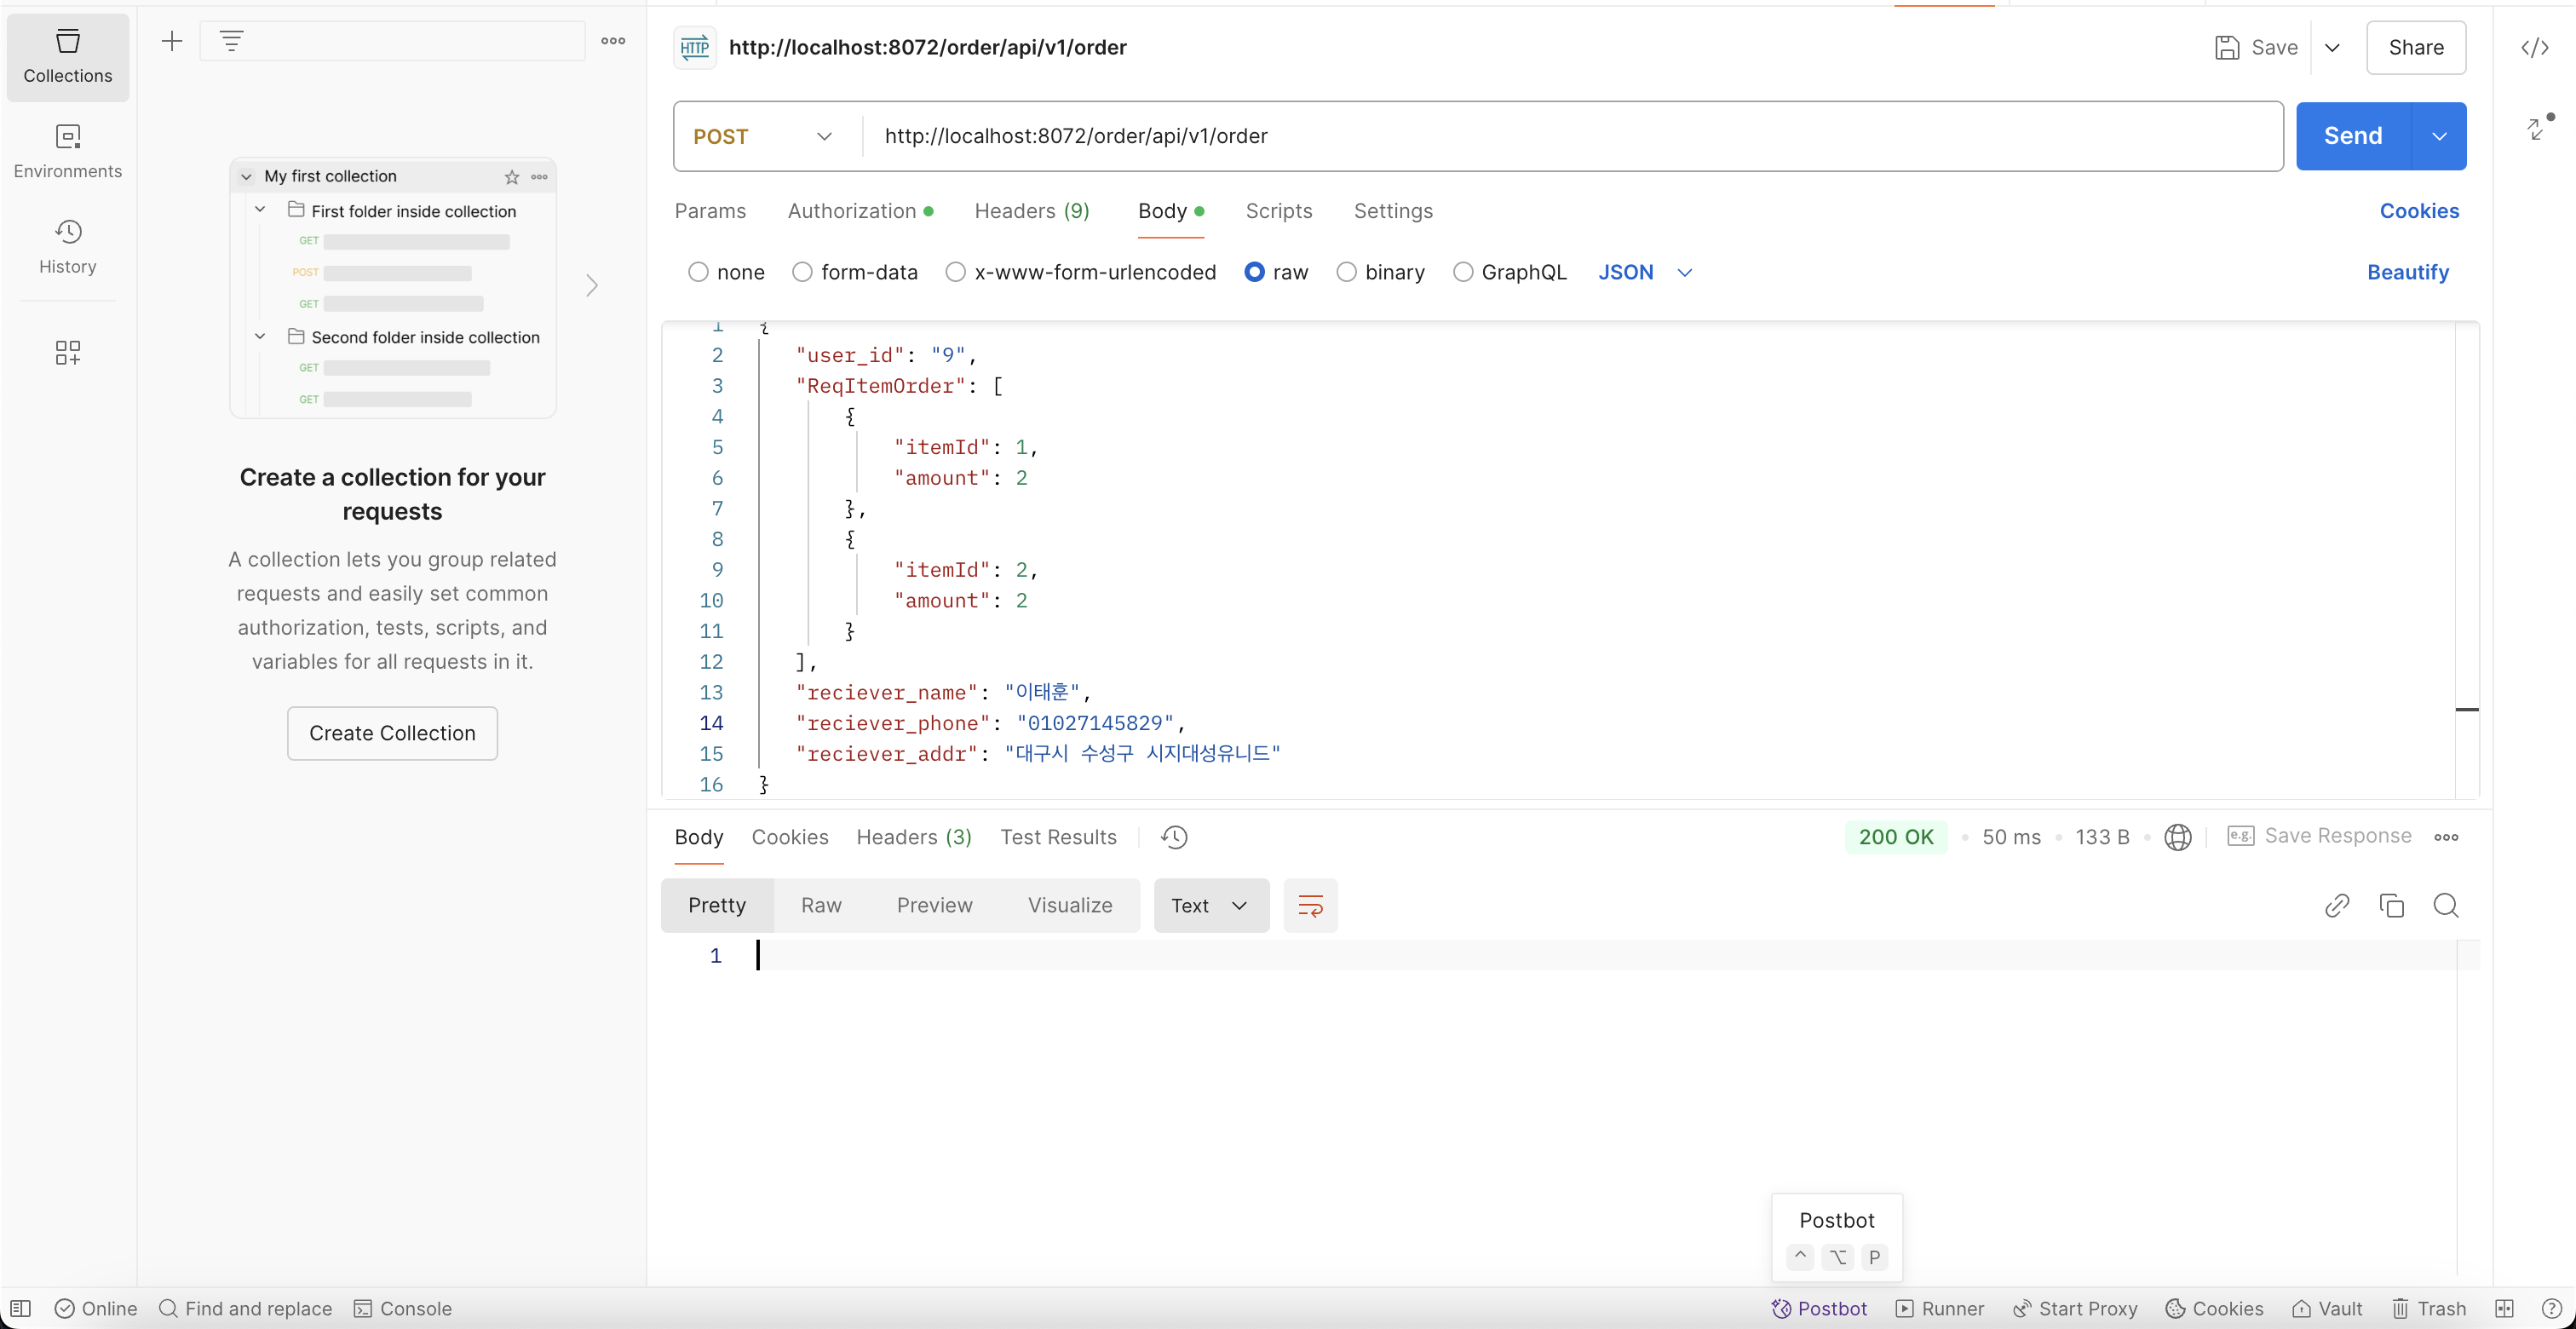 Collections
Environments
History
My first collection
First folder inside collection
GET
POST
GET
Second folder inside collection
GET
GET
Create a collection for your
requests
A collection lets you group related
requests and easily set common
authorization, tests, scripts, and
variables for all requests in it.
Create Collection
HTTP http://localhost:8072/order/api/v1/order
Save
Share
POST http://localhost:8072/order/api/v1/order
Send
Params Authorization Headers (9) Body Scripts Settings
Cookies
none form-data x-www-form-urlencoded raw binary GraphQL JSON
Beautify
1 {
2 "user_id": "9",
3 "ReqItemOrder": [
4 {
5 "itemId": 1,
6 "amount": 2
7 },
8 {
9 "itemId": 2,
10 "amount": 2
11 }
12 ],
13 "reciever_name": "이태훈",
14 "reciever_phone": "01027145829",
15 "reciever_addr": "대구시 수성구 시지대성유니드"
16 }
Body Cookies Headers (3) Test Results
200 OK 50 ms 133 B
e.g. Save Response
Pretty Raw Preview Visualize Text
1
Postbot
^ ⌥ P
Online Find and replace Console
Postbot Runner Start Proxy Cookies Vault Trash